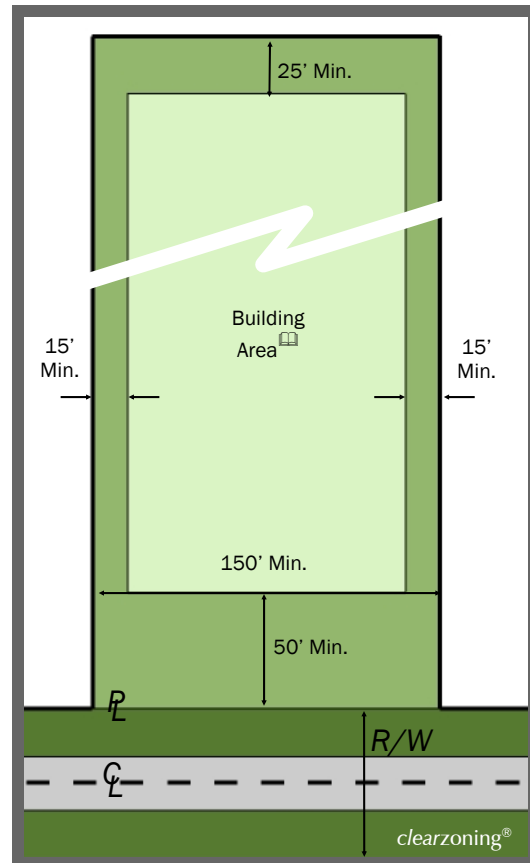 25’ Min.
Building
Area
15’
Min.
15’
Min.
150’ Min.
50’ Min.
PL
R/W
CL
clearzoning®